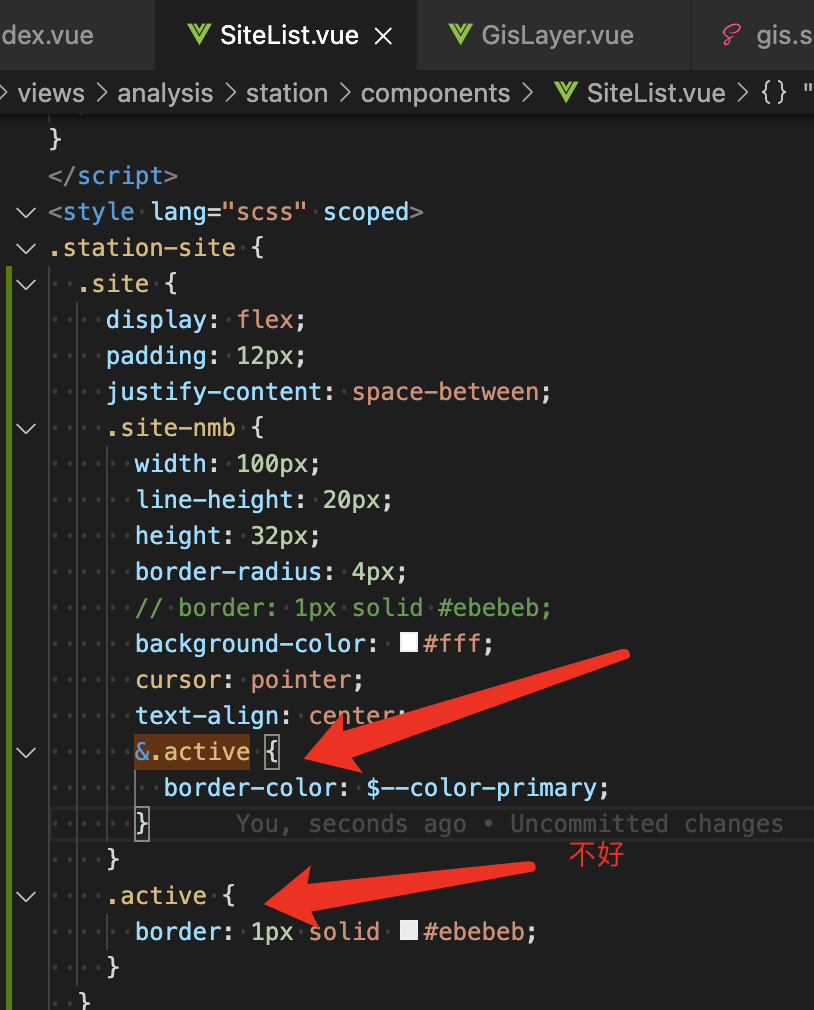 dex.vue SiteList.vue × GisLayer.vue gis.s
> views > analysis > station > components > SiteList.vue > {} "
}
</script>
<style lang="scss" scoped>
.station-site {
.site {
display: flex;
padding: 12px;
justify-content: space-between;
.site-nmb {
width: 100px;
line-height: 20px;
height: 32px;
border-radius: 4px;
// border: 1px solid #ebebeb;
background-color: #fff;
cursor: pointer;
text-align: center;
&.active {
border-color: $--color-primary;
} You, seconds ago • Uncommitted changes
}
不好
.active {
border: 1px solid #ebebeb;
}
}